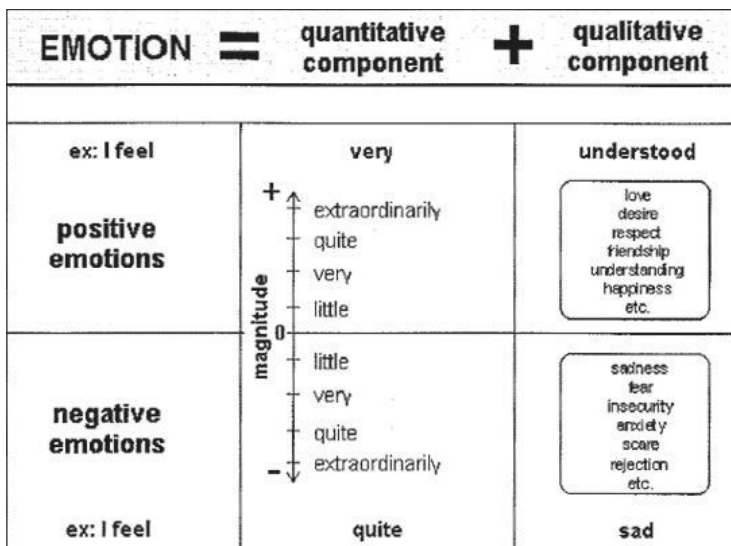 EMOTION = quantitative component + qualitative component
ex: I feel
very
understood
positive emotions
+
extraordinarily
quite
very
little
magnitude
0
little
very
quite
extraordinarily
-
love
desire
respect
friendship
understanding
happiness
etc.
negative emotions
sadness
fear
insecurity
anxiety
scare
rejection
etc.
ex: I feel
quite
sad